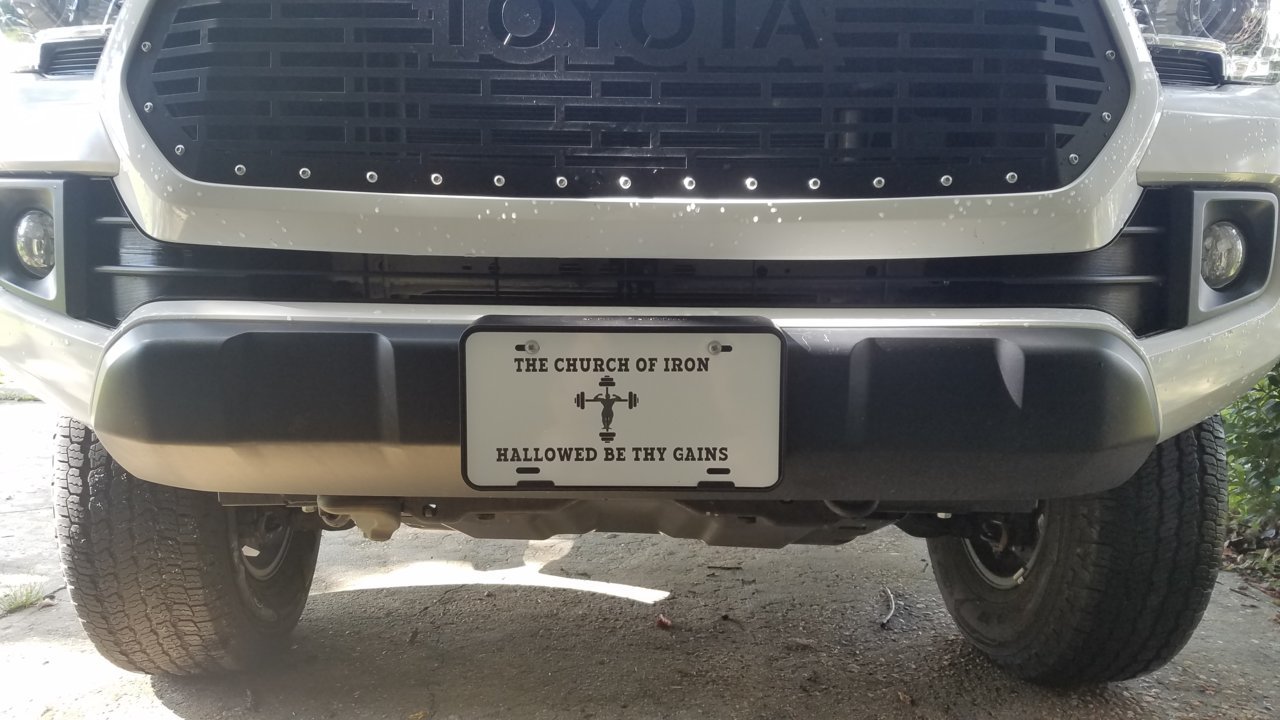 TOYOTA
THE CHURCH OF IRON
HALLOWED BE THY GAINS